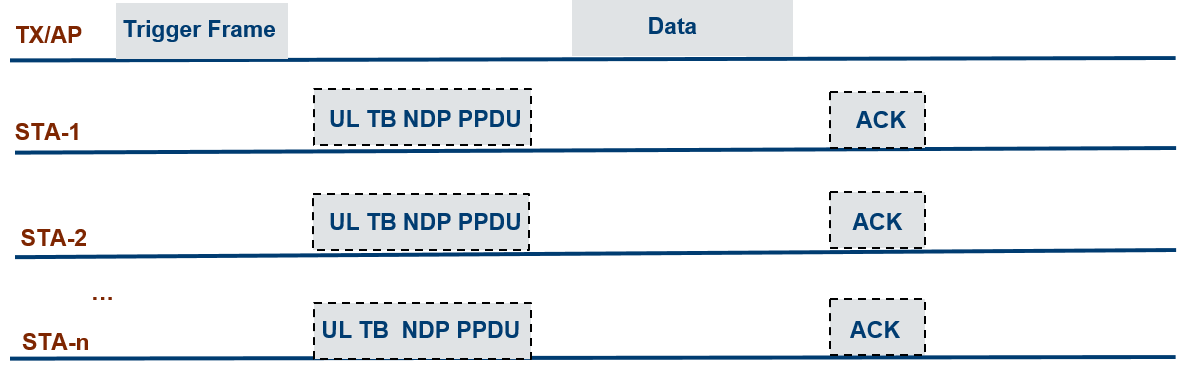 TX/AP Trigger Frame Data
STA-1 UL TB NDP PPDU ACK
STA-2 UL TB NDP PPDU ACK
...
STA-n UL TB NDP PPDU ACK